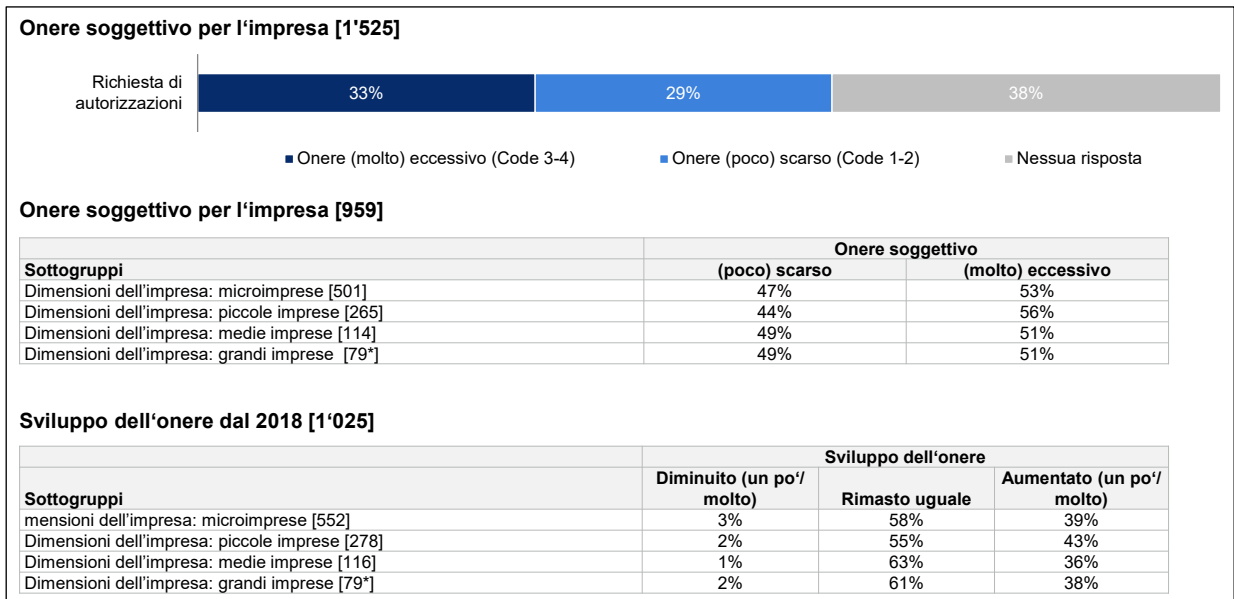 Onere soggettivo per l‘impresa [1'525]
Richiesta di
autorizzazioni
33% 29% 38%
Onere (molto) eccessivo (Code 3-4) Onere (poco) scarso (Code 1-2) Nessua risposta
Onere soggettivo per l‘impresa [959]
Onere soggettivo
Sottogruppi (poco) scarso (molto) eccessivo
Dimensioni dell’impresa: microimprese [501] 47% 53%
Dimensioni dell’impresa: piccole imprese [265] 44% 56%
Dimensioni dell’impresa: medie imprese [114] 49% 51%
Dimensioni dell’impresa: grandi imprese [79*] 49% 51%
Sviluppo dell‘onere dal 2018 [1‘025]
Sviluppo dell‘onere
Diminuito (un po‘/ Aumentato (un po‘/
Sottogruppi molto) Rimasto uguale molto)
mensioni dell’impresa: microimprese [552] 3% 58% 39%
Dimensioni dell’impresa: piccole imprese [278] 2% 55% 43%
Dimensioni dell’impresa: medie imprese [116] 1% 63% 36%
Dimensioni dell’impresa: grandi imprese [79*] 2% 61% 38%